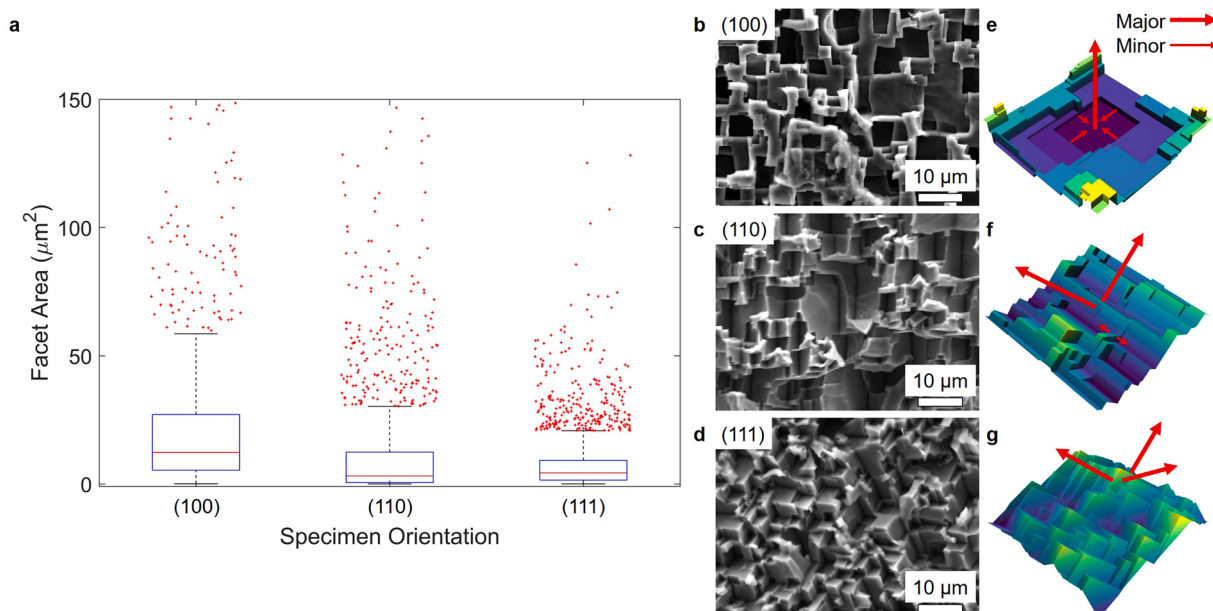 a
150
100
50
0
Facet Area (μm²)
(100)
(110)
(111)
Specimen Orientation
b (100)
10 μm
c (110)
10 μm
d (111)
10 μm
Major
Minor
e
f
g